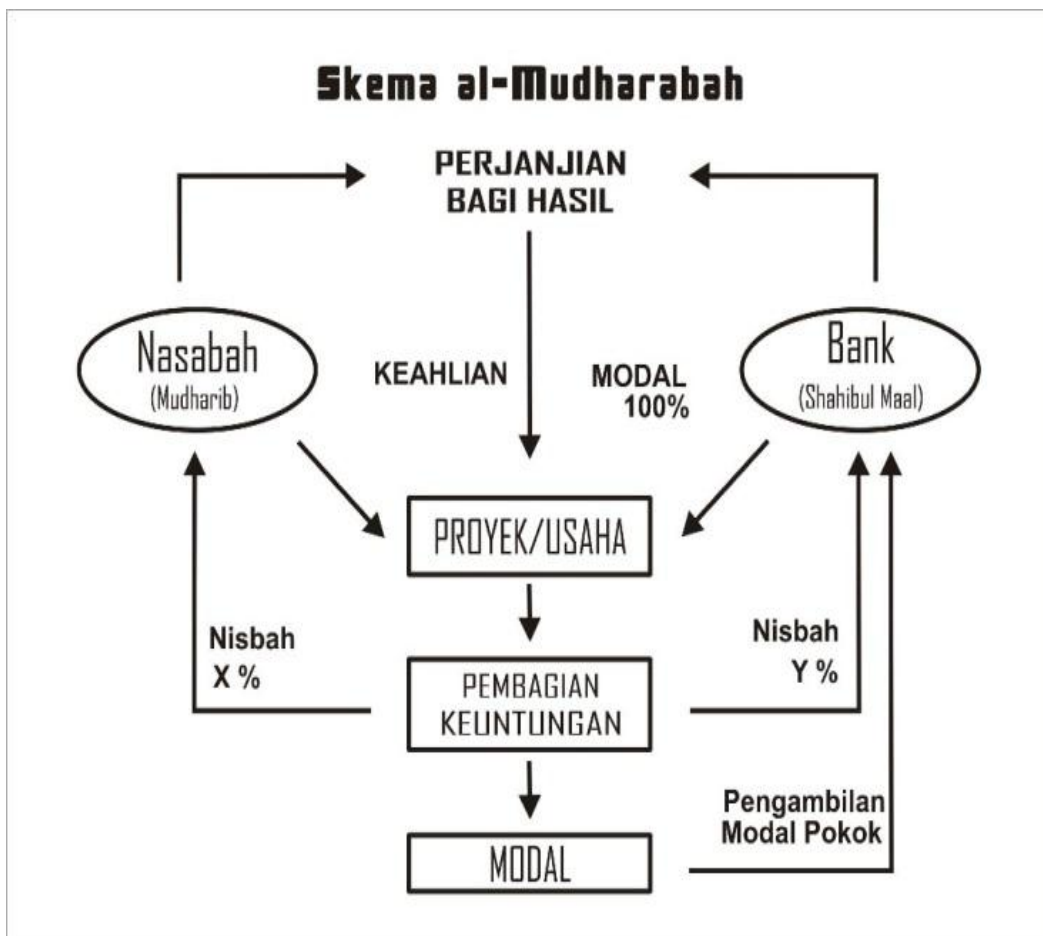 Skema al-Mudharabah
PERJANJIAN
BAGI HASIL
Nasabah
(Mudharib)
Bank
(Shahibul Maal)
KEAHLIAN
MODAL
100%
PROYEK/USAHA
Nisbah
X %
Nisbah
Y %
PEMBAGIAN
KEUNTUNGAN
Pengambilan
Modal Pokok
MODAL